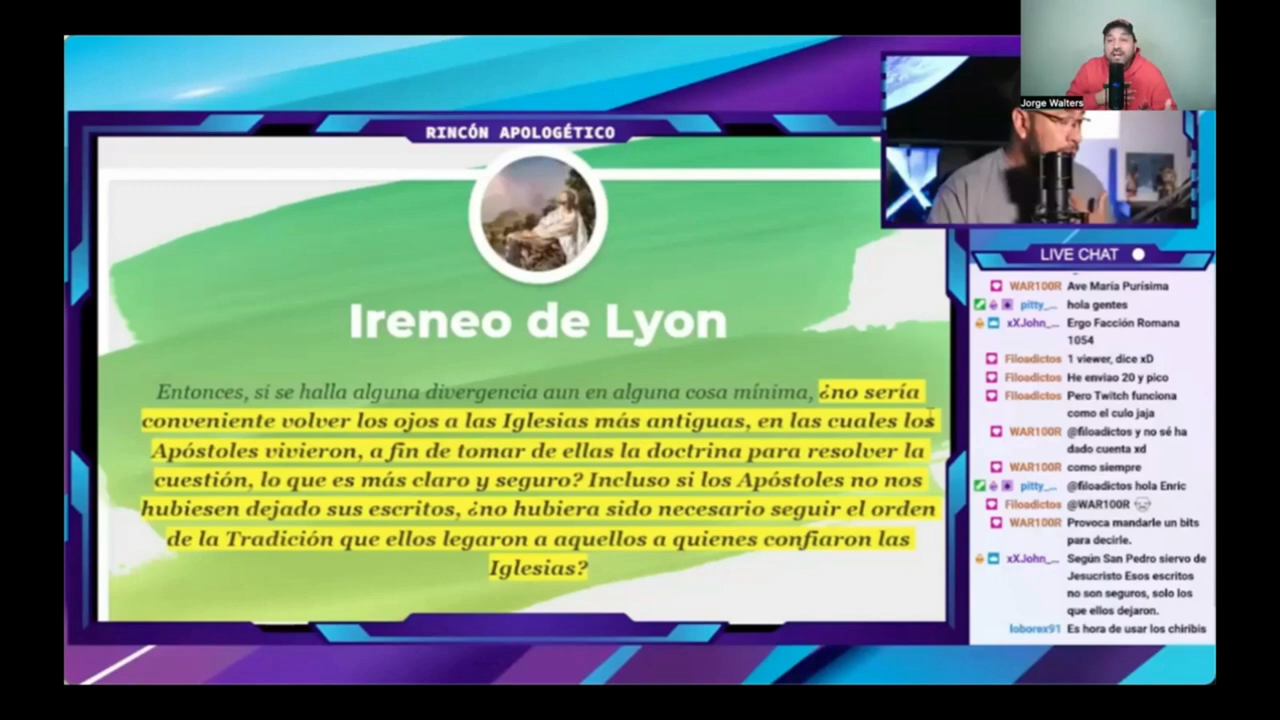 Jorge Walters
RINCÓN APOLOGÉTICO
Ireneo de Lyon
Entonces, si se halla alguna divergencia aun en alguna cosa mínima, ¿no sería
conveniente volver los ojos a las Iglesias más antiguas, en las cuales los
Apóstoles vivieron, a fin de tomar de ellas la doctrina para resolver la
cuestión, lo que es más claro y seguro? Incluso si los Apóstoles no nos
hubiesen dejado sus escritos, ¿no hubiera sido necesario seguir el orden
de la Tradición que ellos legaron a aquellos a quienes confiaron las
Iglesias?
LIVE CHAT
WAR100R Ave María Purísima
pitty_... hola gentes
xXJohn_... Ergo Facción Romana
1054
Filoadictos 1 viewer, dice xD
Filoadictos He enviao 20 y pico
Filoadictos Pero Twitch funciona
como el culo jaja
WAR100R @filoadictos y no sé ha
dado cuenta xd
WAR100R como siempre
pitty_... @filoadictos hola Enric
Filoadictos @WAR100R
WAR100R Provoca mandarle un bits
para decirle.
xXJohn_... Según San Pedro siervo de
Jesucristo Esos escritos
no son seguros, solo los
que ellos dejaron.
loborex91 Es hora de usar los chiribis